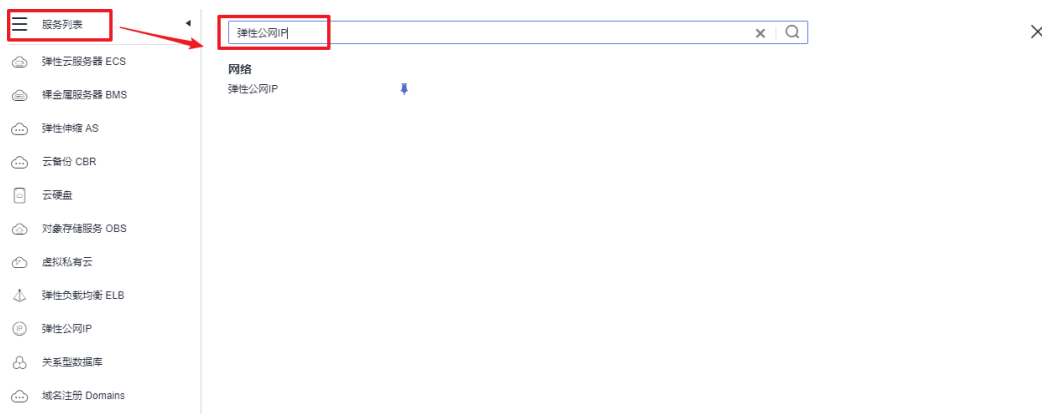 服务列表
弹性云服务器 ECS
裸金属服务器 BMS
弹性伸缩 AS
云备份 CBR
云硬盘
对象存储服务 OBS
虚拟私有云
弹性负载均衡 ELB
弹性公网IP
关系型数据库
域名注册 Domains
弹性公网IP
网络
弹性公网IP